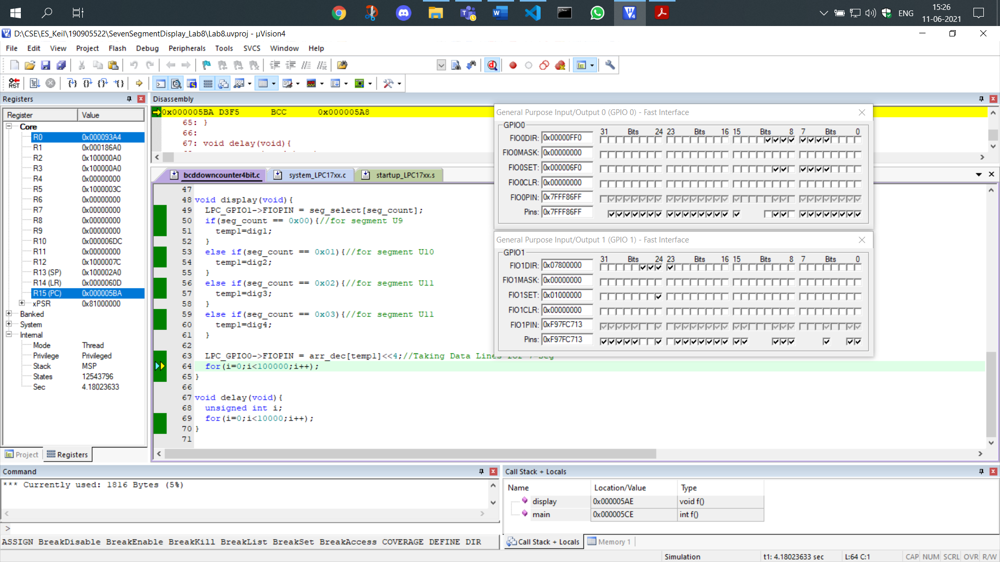 ENG
15:26
11-06-2021
D:\CSE\ES_Keil\190905522\SevenSegmentDisplay_Lab8\Lab8.uvproj - µVision4
File Edit View Project Flash Debug Peripherals Tools SVCS Window Help
Registers
Register Value
Core
R0 0x000093A4
R1 0x000186A0
R2 0x100000A0
R3 0x100000A0
R4 0x00000000
R5 0x1000003C
R6 0x00000000
R7 0x00000000
R8 0x00000000
R9 0x00000000
R10 0x000006DC
R11 0x00000000
R12 0x1000007C
R13 (SP) 0x100002A0
R14 (LR) 0x0000060D
R15 (PC) 0x000005BA
xPSR 0x81000000
Banked
System
Internal
Mode Thread
Privilege Privileged
Stack MSP
States 12543796
Sec 4.18023633
Project Registers
Disassembly
0x000005BA D3F5 BCC 0x000005A8
65: }
66:
67: void delay(void){
bcddowncounter4bit.c system_LPC17xx.c startup_LPC17xx.s
47
48 void display(void){
49 LPC_GPIO1->FIOPIN = seg_select[seg_count];
50 if(seg_count == 0x00){//for segment U9
51 temp1=dig1;
52 }
53 else if(seg_count == 0x01){//for segment U10
54 temp1=dig2;
55 }
56 else if(seg_count == 0x02){//for segment U11
57 temp1=dig3;
58 }
59 else if(seg_count == 0x03){//for segment U11
60 temp1=dig4;
61 }
62
63 LPC_GPIO0->FIOPIN = arr_dec[temp1]<<4;//Taking Data Lines for 7-Seg
64 for(i=0;i<100000;i++);
65 }
66
67 void delay(void){
68 unsigned int i;
69 for(i=0;i<10000;i++);
70 }
71
General Purpose Input/Output 0 (GPIO 0) - Fast Interface
GPIO0
31 Bits 24 23 Bits 16 15 Bits 8 7 Bits 0
FIO0DIR: 0x00000FF0
FIO0MASK: 0x00000000
FIO0SET: 0x000006F0
FIO0CLR: 0x00000000
FIO0PIN: 0x7FFF86FF
Pins: 0x7FFF86FF
General Purpose Input/Output 1 (GPIO 1) - Fast Interface
GPIO1
31 Bits 24 23 Bits 16 15 Bits 8 7 Bits 0
FIO1DIR: 0x07800000
FIO1MASK: 0x00000000
FIO1SET: 0x01000000
FIO1CLR: 0x00000000
FIO1PIN: 0xF97FC713
Pins: 0xF97FC713
Command
*** Currently used: 1816 Bytes (5%)
>
ASSIGN BreakDisable BreakEnable BreakKill BreakList BreakSet BreakAccess COVERAGE DEFINE DIR
Call Stack + Locals
Name Location/Value Type
display 0x000005AE void f()
main 0x000005CE int f()
Call Stack + Locals Memory 1
Simulation t1: 4.18023633 sec L:64 C:1 CAP NUM SCRL OVR R/W